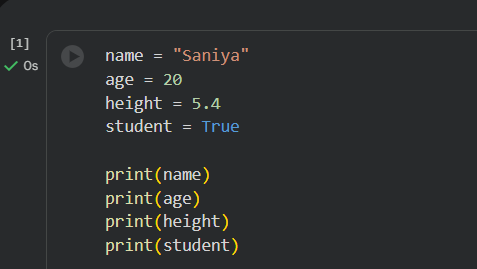 [1]
0s
name = "Saniya"
age = 20
height = 5.4
student = True

print(name)
print(age)
print(height)
print(student)